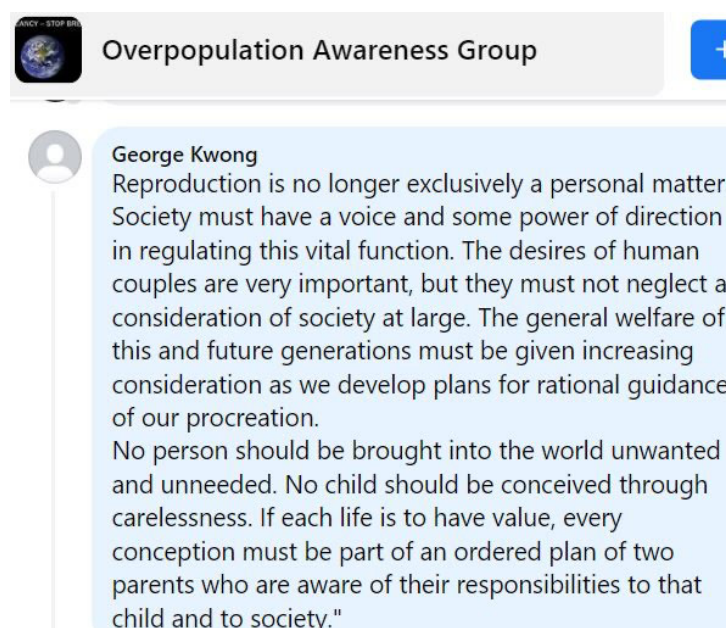 ANCY – STOP BRE
Overpopulation Awareness Group
George Kwong
Reproduction is no longer exclusively a personal matter
Society must have a voice and some power of direction
in regulating this vital function. The desires of human
couples are very important, but they must not neglect a
consideration of society at large. The general welfare of
this and future generations must be given increasing
consideration as we develop plans for rational guidance
of our procreation.
No person should be brought into the world unwanted
and unneeded. No child should be conceived through
carelessness. If each life is to have value, every
conception must be part of an ordered plan of two
parents who are aware of their responsibilities to that
child and to society."